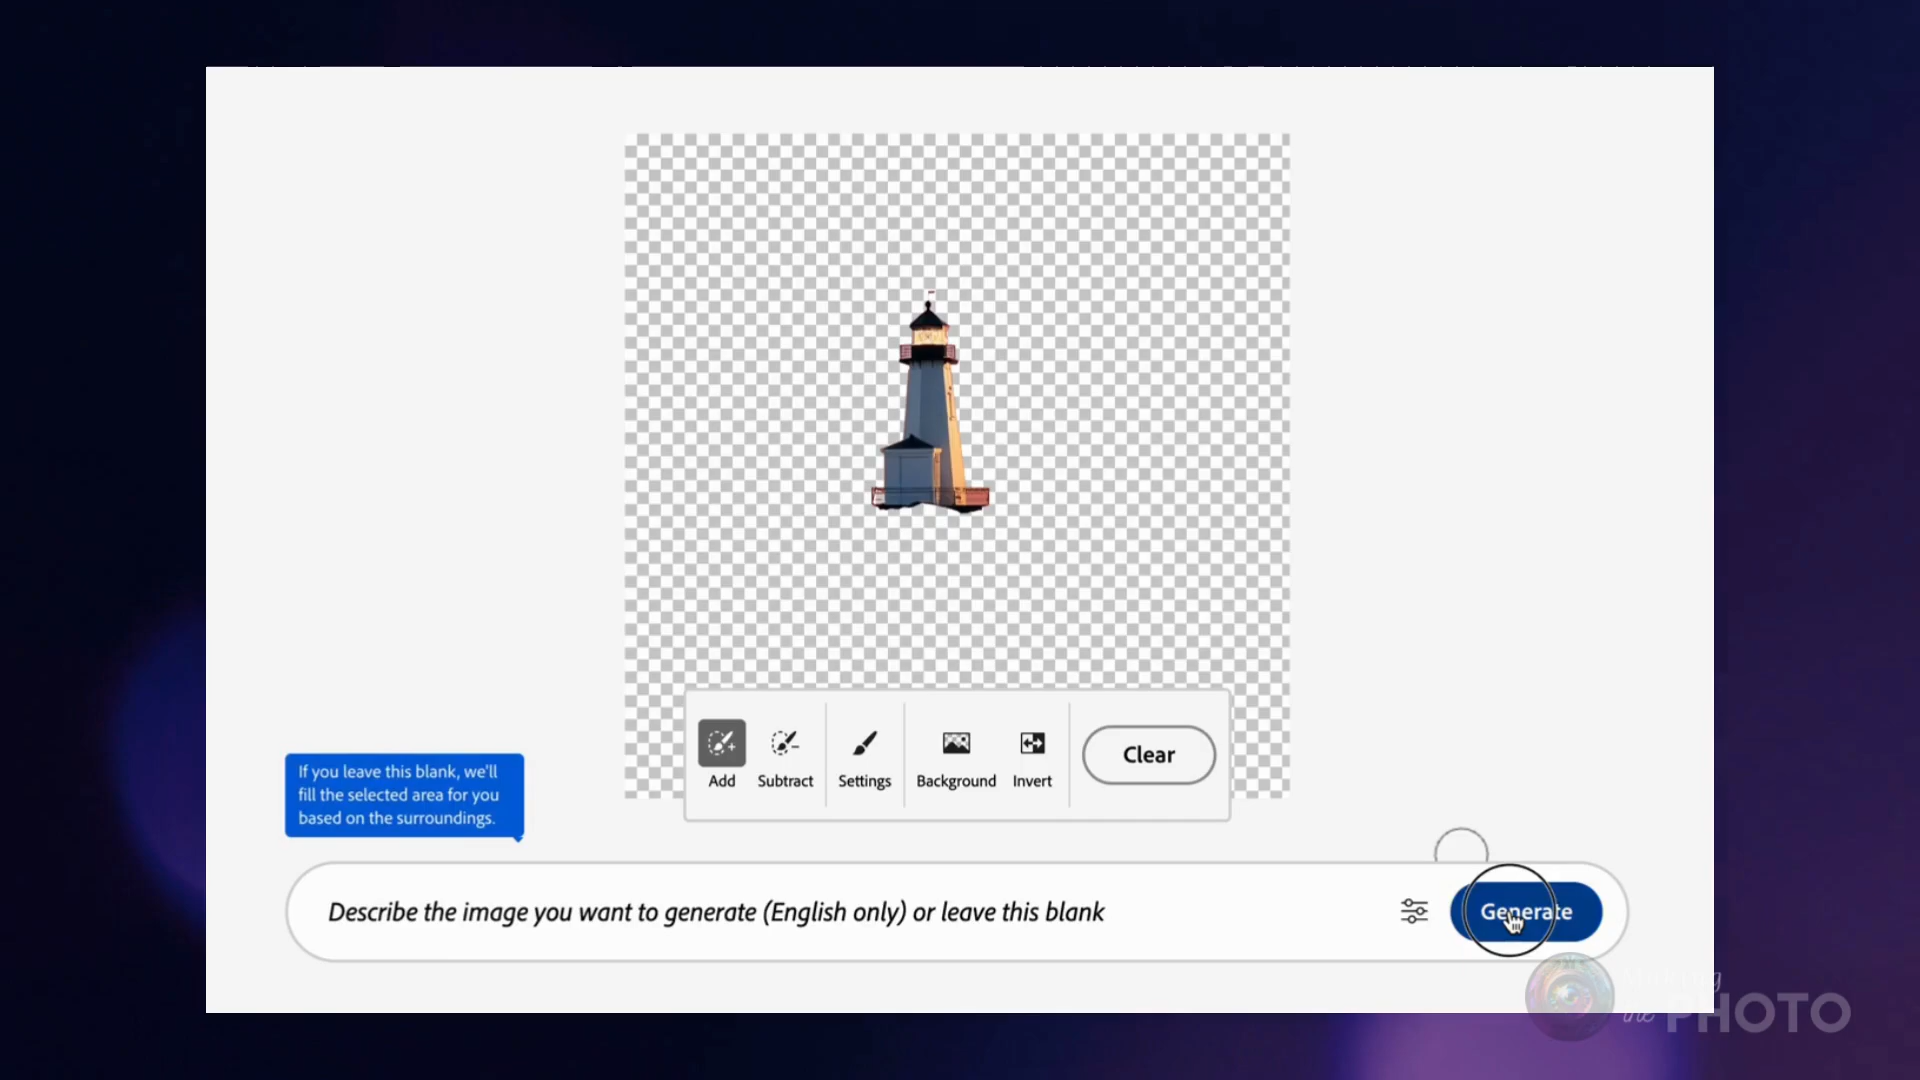 Add
Subtract
Settings
Background
Invert
Clear
If you leave this blank, we'll
fill the selected area for you
based on the surroundings.
Describe the image you want to generate (English only) or leave this blank
Generate
Making
the PHOTO